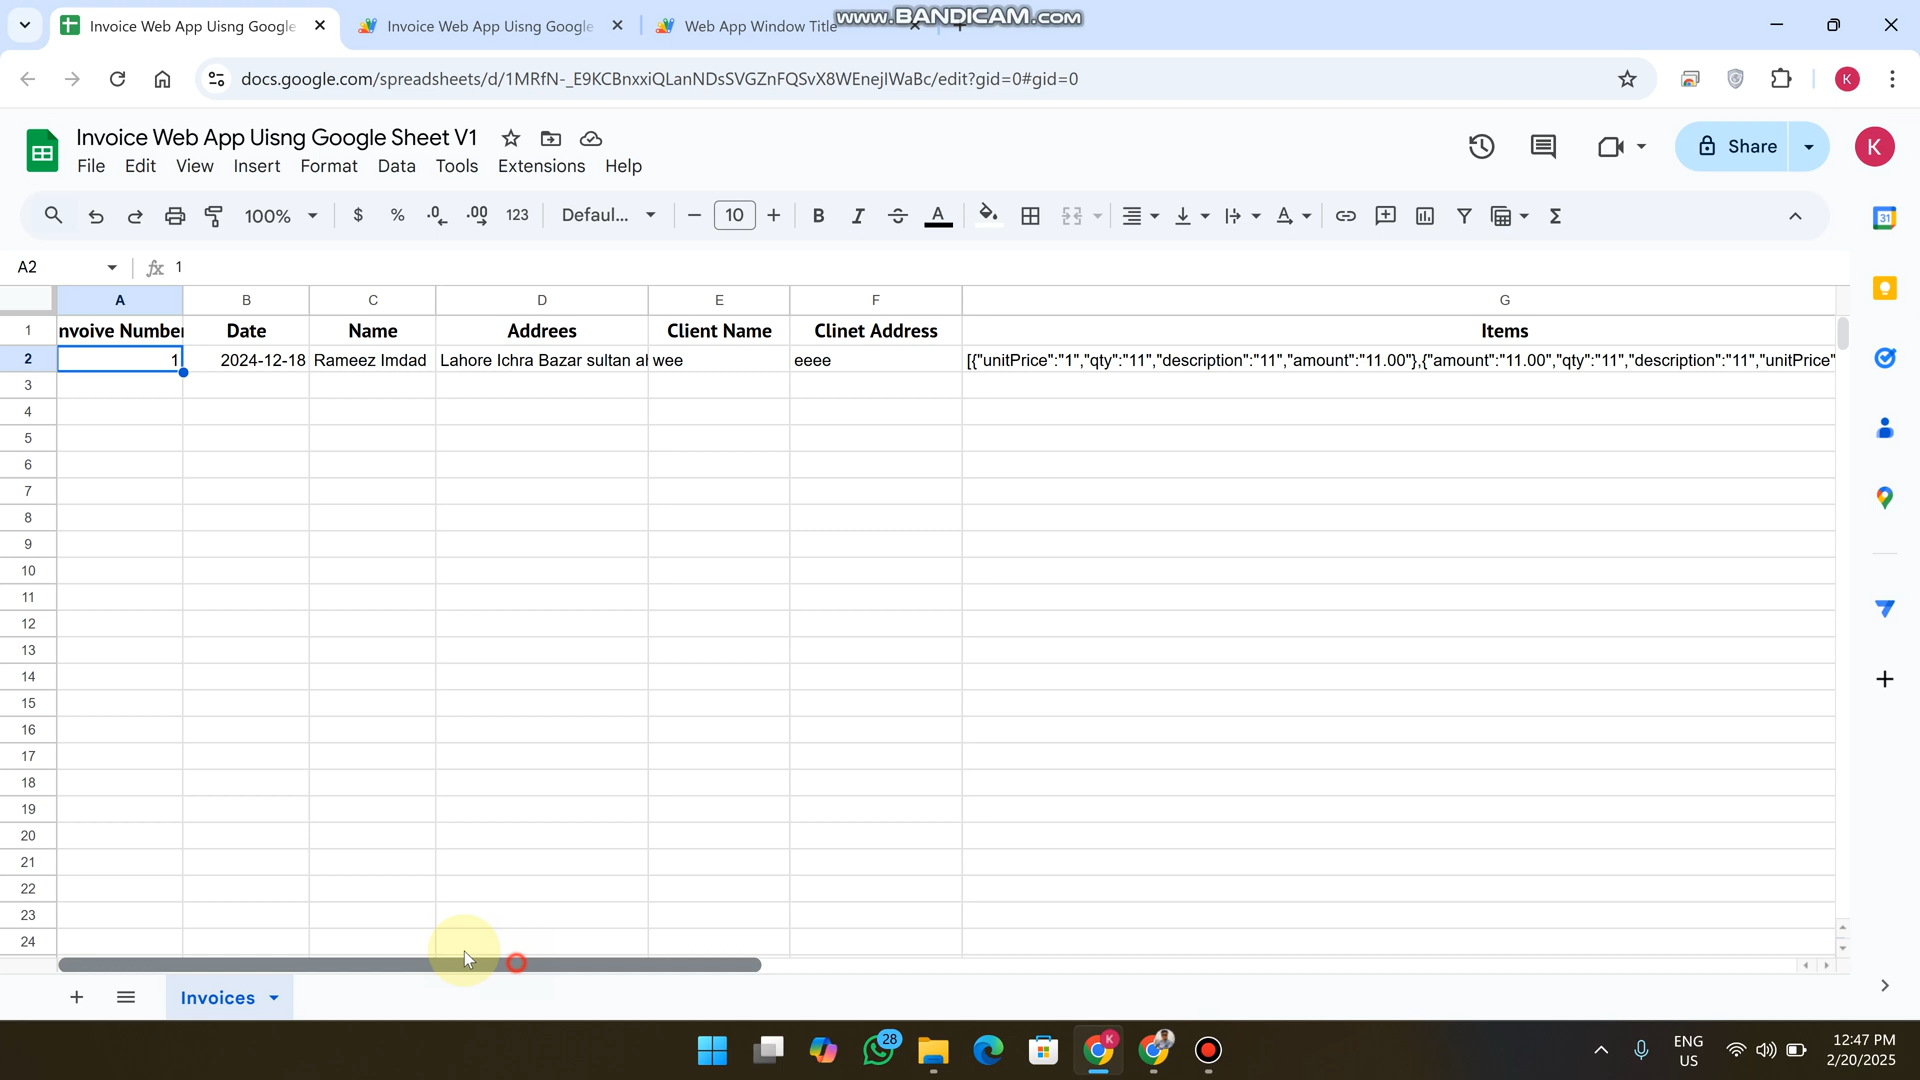 Invoice Web App Uisng Google
Invoice Web App Uisng Google
Web App Window Title
www.BANDICAM.com
docs.google.com/spreadsheets/d/1MRfN-_E9KCBnxxiQLanNDsSVGZnFQSvX8WEnejIWaBc/edit?gid=0#gid=0
K
Invoice Web App Uisng Google Sheet V1
File Edit View Insert Format Data Tools Extensions Help
Share
K
100% $ % .0 .00 123 Defaul... 10 B I A Σ
31
A2 fx 1
A B C D E F G
1 nvoive Number Date Name Addrees Client Name Clinet Address Items
2 1 2024-12-18 Rameez Imdad Lahore Ichra Bazar sultan al wee eeee [{"unitPrice":"1","qty":"11","description":"11","amount":"11.00"},{"amount":"11.00","qty":"11","description":"11","unitPrice"
3
4
5
6
7
8
9
10
11
12
13
14
15
16
17
18
19
20
21
22
23
24
Invoices
28
K
ENG
US
12:47 PM
2/20/2025